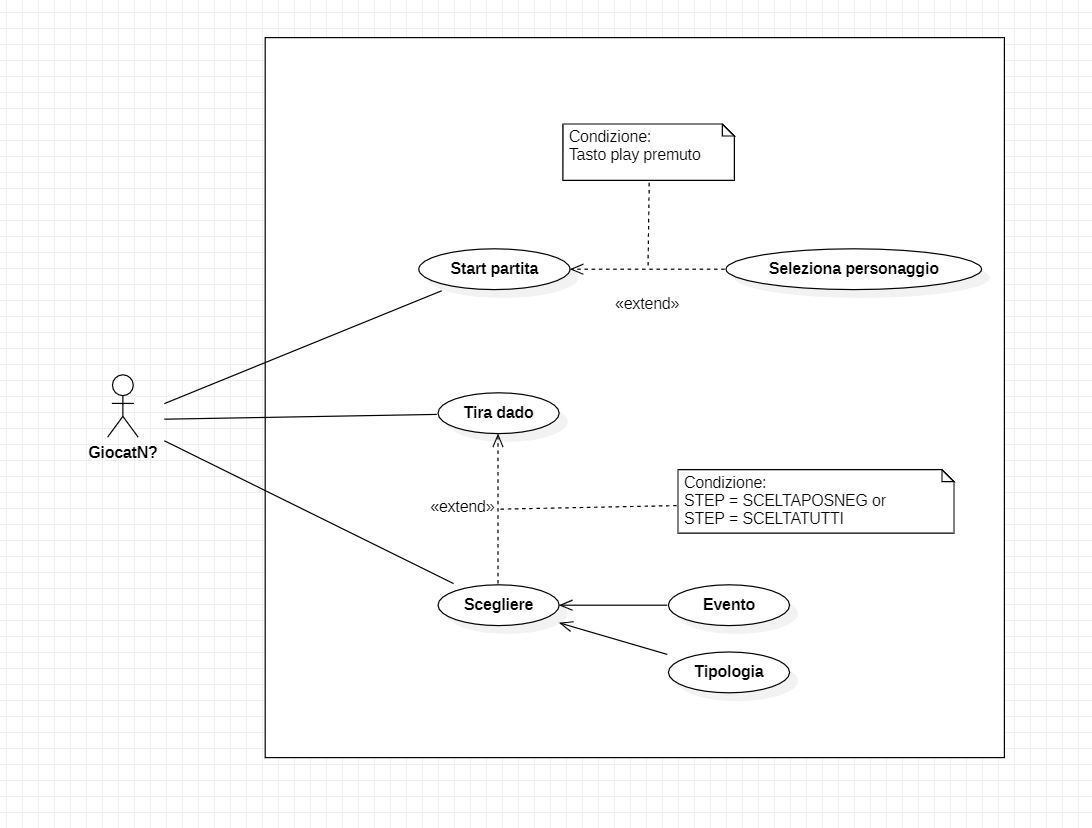 Condizione:
Tasto play premuto
Start partita
Seleziona personaggio
«extend»
GiocatN?
Tira dado
«extend»
Condizione:
STEP = SCELTAPOSNEG or
STEP = SCELTATUTTI
Scegliere
Evento
Tipologia